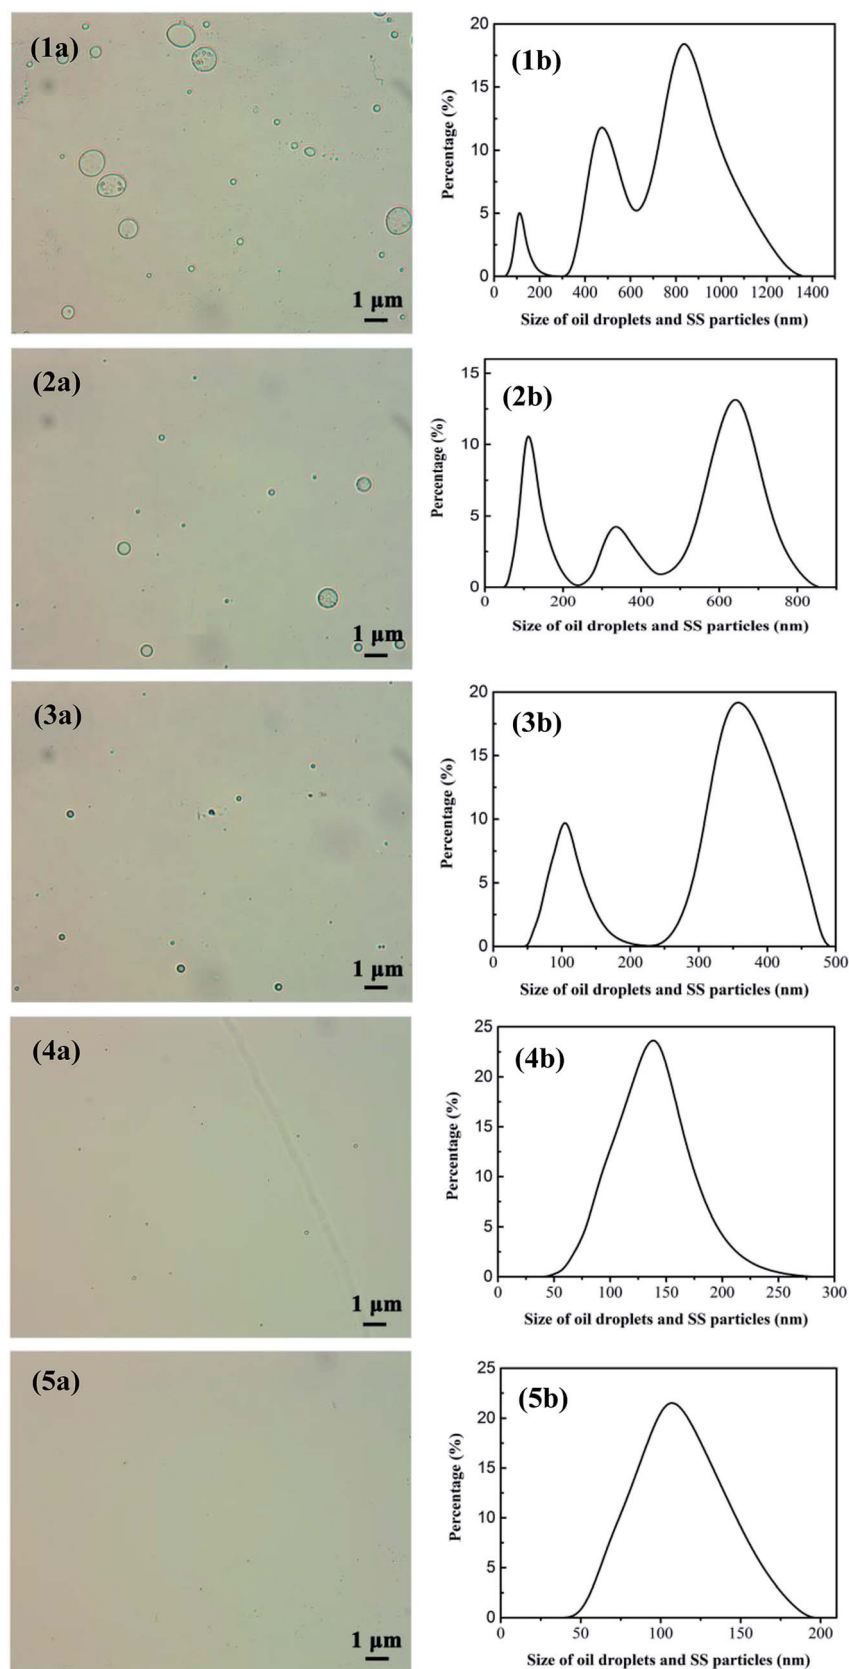 (1a)
1 μm
(1b)
20
15
10
5
0
Percentage (%)
0 200 400 600 800 1000 1200 1400
Size of oil droplets and SS particles (nm)
(2a)
1 μm
(2b)
15
10
5
0
Percentage (%)
0 200 400 600 800
Size of oil droplets and SS particles (nm)
(3a)
1 μm
(3b)
20
15
10
5
0
Percentage (%)
0 100 200 300 400 500
Size of oil droplets and SS particles (nm)
(4a)
1 μm
(4b)
25
20
15
10
5
0
Percentage (%)
0 50 100 150 200 250 300
Size of oil droplets and SS particles (nm)
(5a)
1 μm
(5b)
25
20
15
10
5
0
Percentage (%)
0 50 100 150 200
Size of oil droplets and SS particles (nm)